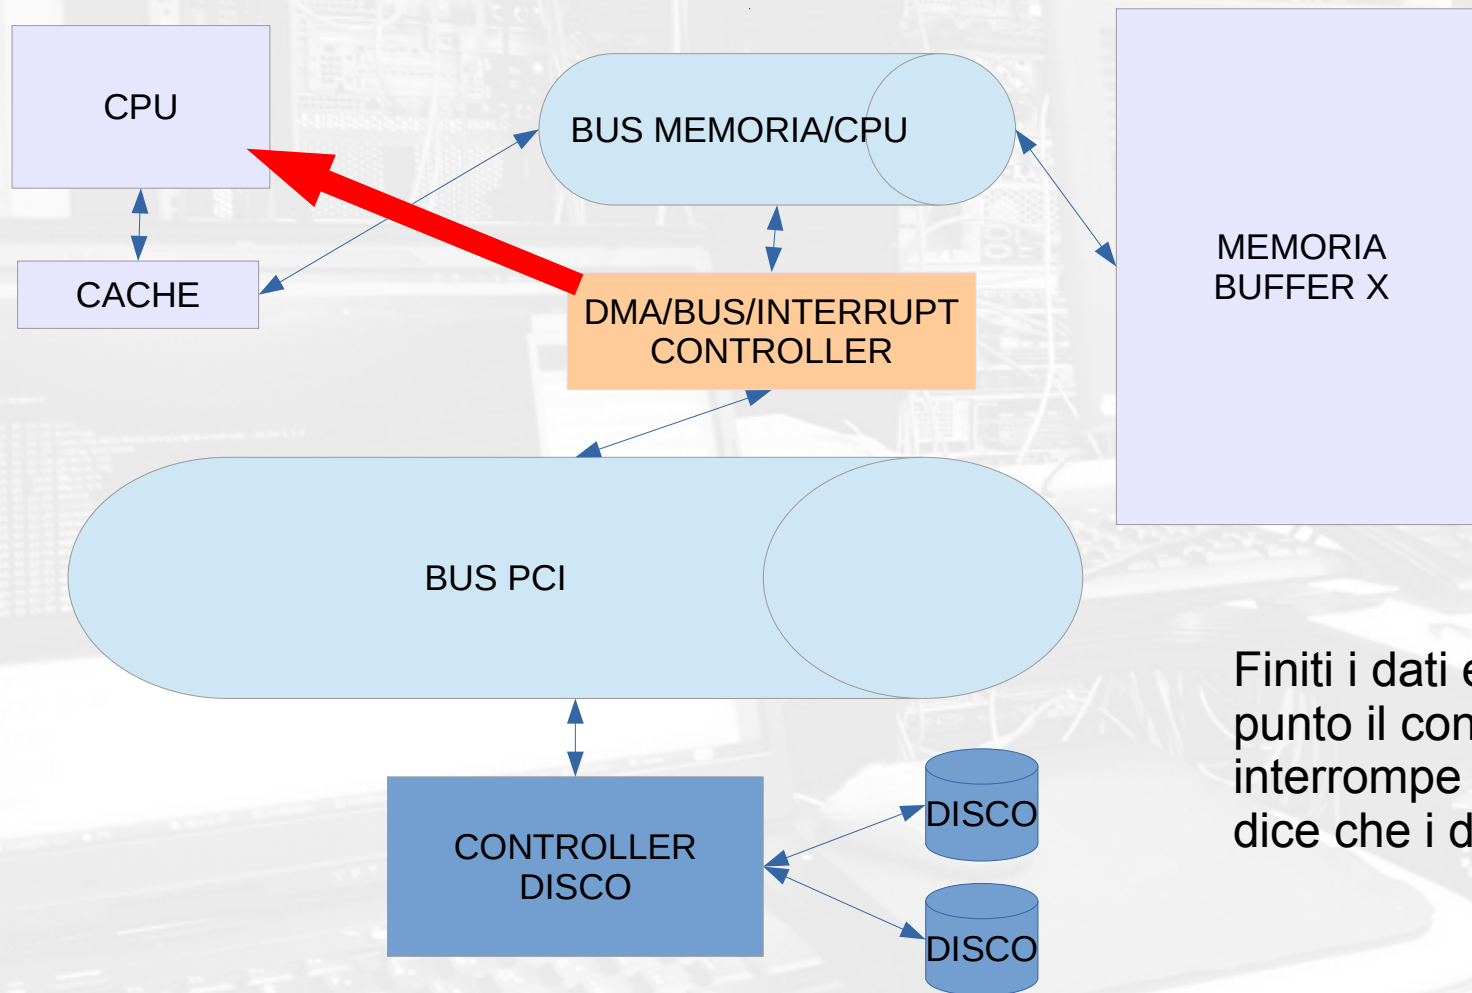 CPU
BUS MEMORIA/CPU
MEMORIA
BUFFER X
CACHE
DMA/BUS/INTERRUPT
CONTROLLER
BUS PCI
Finiti i dati
punto il
interrompe
dice che i
CONTROLLER
DISCO
DISCO
DISCO